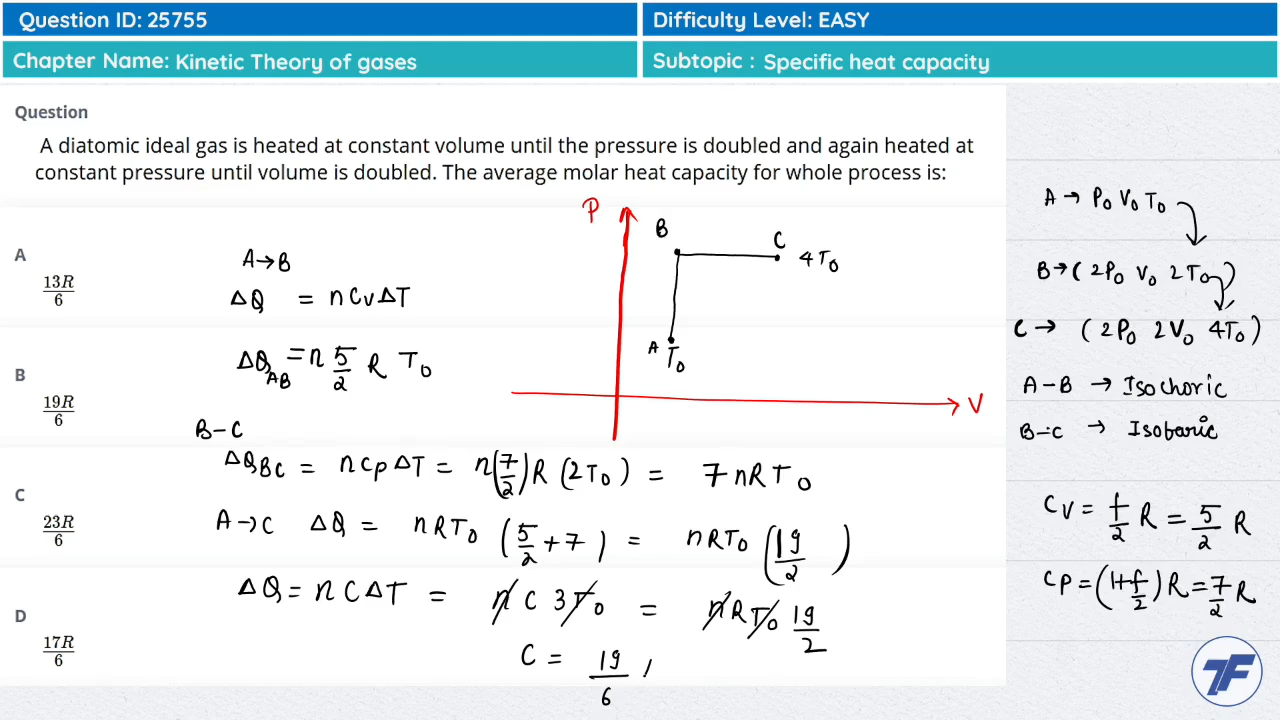 Question ID: 25755
Difficulty Level: EASY
Chapter Name: Kinetic Theory of gases
Subtopic : Specific heat capacity
Question
A diatomic ideal gas is heated at constant volume until the pressure is doubled and again heated at
constant pressure until volume is doubled. The average molar heat capacity for whole process is:
A
13R/6
B
19R/6
C
23R/6
D
17R/6
A → B
ΔQ = nCvΔT
ΔQ_AB = n 5/2 R T₀
B-C
ΔQ_BC = nCpΔT = n(7/2)R (2T₀) = 7nRT₀
A→C ΔQ = nRT₀ (5/2 + 7) = nRT₀ (19/2)
ΔQ = nCΔT = nC 3T₀ = nRT₀ 19/2
C = 19/6
P
B
C
4T₀
A
T₀
V
A → P₀ V₀ T₀
B → (2P₀ V₀ 2T₀)
C → (2P₀ 2V₀ 4T₀)
A-B → Isochoric
B-C → Isobaric
Cv = f/2 R = 5/2 R
Cp = (1+f/2)R = 7/2 R
7F